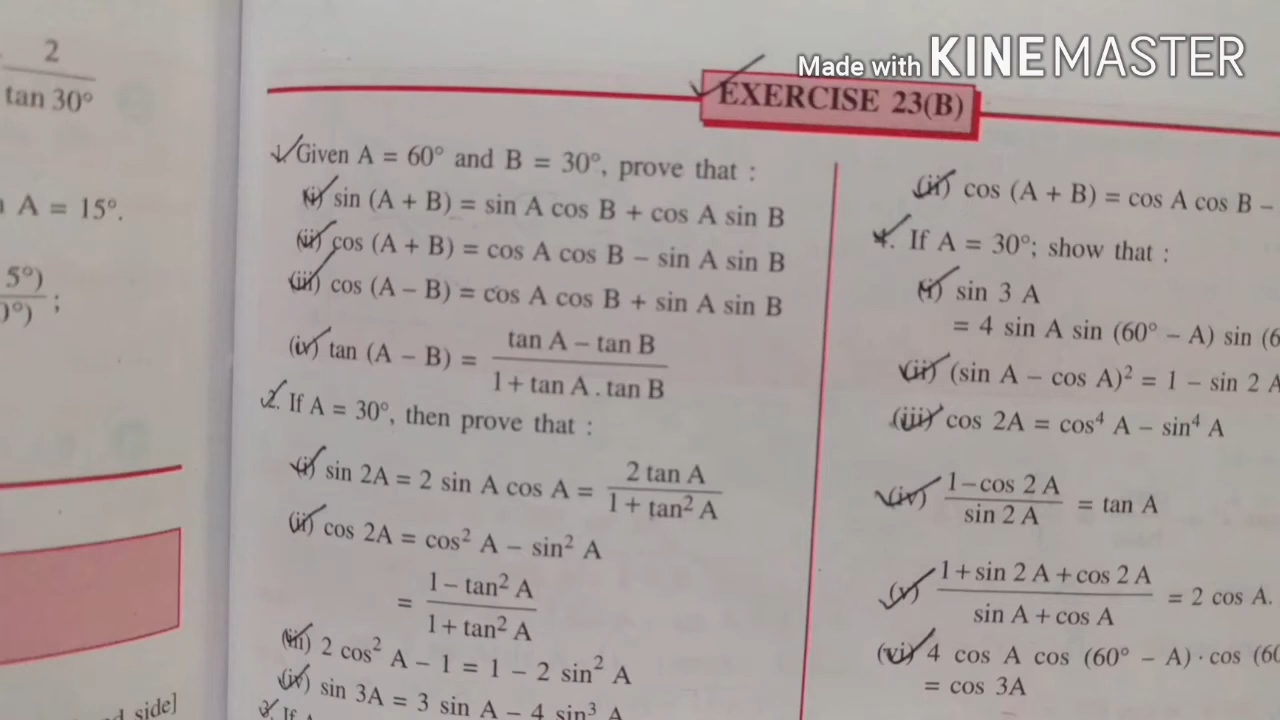 Made with KINEMASTER
2
tan 30°
A = 15°.
5°)
0°) ;
EXERCISE 23(B)
1. Given A = 60° and B = 30°, prove that :
(i) sin (A + B) = sin A cos B + cos A sin B
(ii) cos (A + B) = cos A cos B – sin A sin B
(iii) cos (A – B) = cos A cos B + sin A sin B
(iv) tan (A – B) = tan A – tan B
1 + tan A . tan B
2. If A = 30°, then prove that :
(i) sin 2A = 2 sin A cos A = 2 tan A
1 + tan² A
(ii) cos 2A = cos² A – sin² A
= 1 – tan² A
1 + tan² A
(iii) 2 cos² A – 1 = 1 – 2 sin² A
(iv) sin 3A = 3 sin A – 4 sin³ A
3. If
(ii) cos (A + B) = cos A cos B –
4. If A = 30°; show that :
(i) sin 3 A
= 4 sin A sin (60° – A) sin (6
(ii) (sin A – cos A)² = 1 – sin 2 A
(iii) cos 2A = cos⁴ A – sin⁴ A
(iv) 1 – cos 2 A
sin 2 A = tan A
(v) 1 + sin 2 A + cos 2 A
sin A + cos A = 2 cos A.
(vi) 4 cos A cos (60° – A) · cos (60
= cos 3A
side]